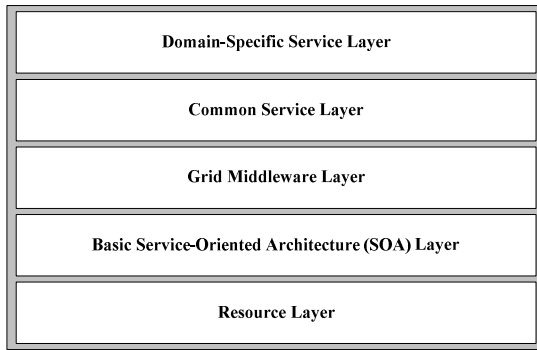 Domain-Specific Service Layer
Common Service Layer
Grid Middleware Layer
Basic Service-Oriented Architecture (SOA) Layer
Resource Layer